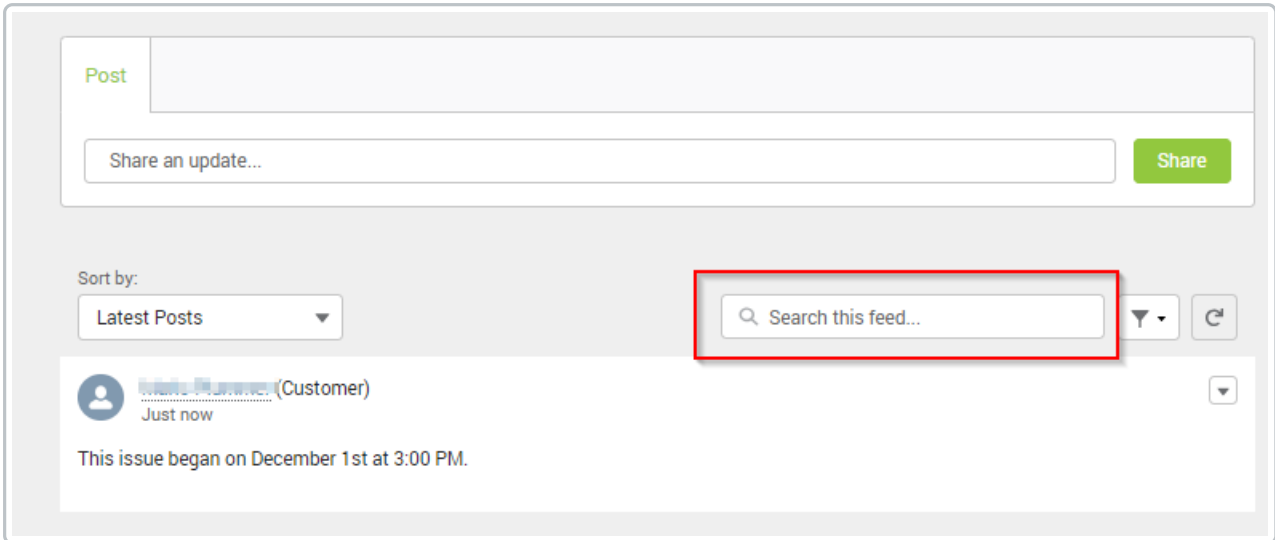 Post
Share an update...
Share
Sort by:
Latest Posts
Search this feed...
(Customer)
Just now
This issue began on December 1st at 3:00 PM.